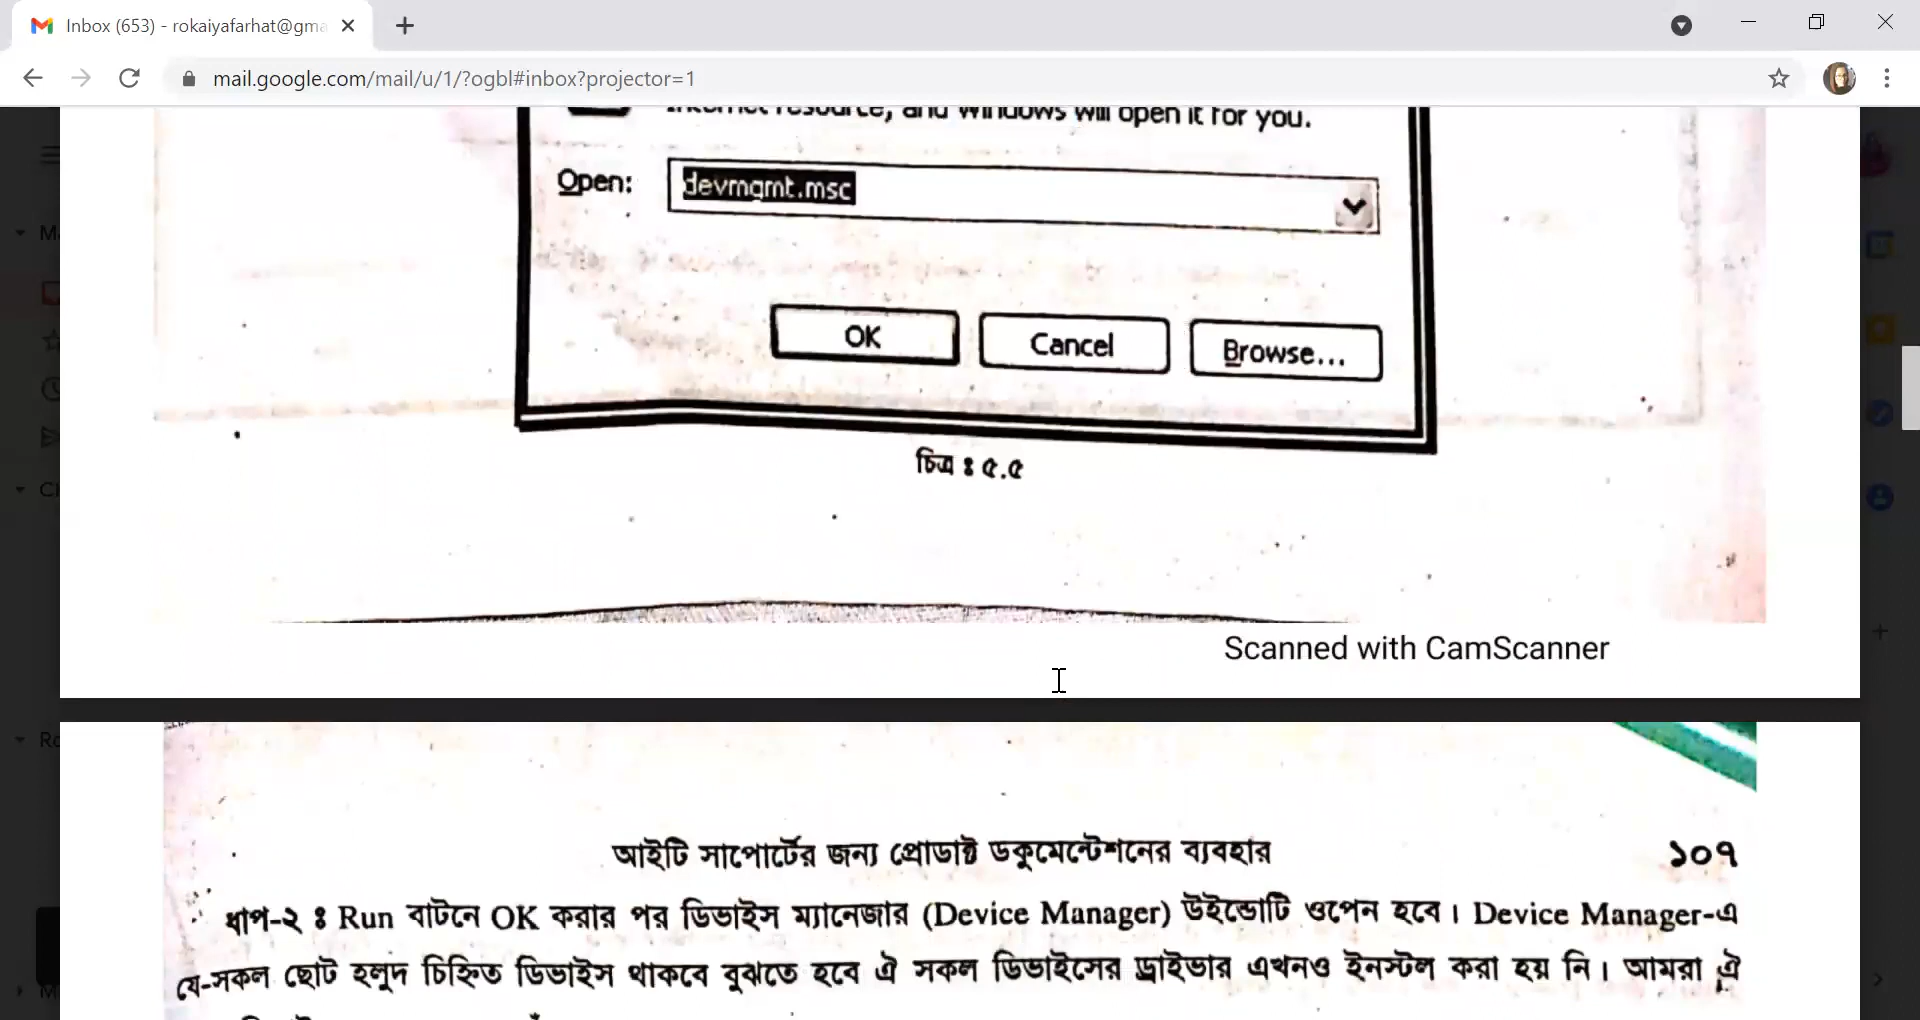 Inbox (653) - rokaiyafarhat@gma
mail.google.com/mail/u/1/?ogbl#inbox?projector=1
Internet resource, and Windows will open it for you.
Open: devmgmt.msc
OK Cancel Browse...
চিত্র ঃ ৫.৫
Scanned with CamScanner
আইটি সাপোর্টের জন্য প্রোডাক্ট ডকুমেন্টেশনের ব্যবহার ১০৭
ধাপ-২ ঃ Run বাটনে OK করার পর ডিভাইস ম্যানেজার (Device Manager) উইন্ডোটি ওপেন হবে। Device Manager-এ
যে-সকল ছোট হলুদ চিহ্নিত ডিভাইস থাকবে বুঝতে হবে ঐ সকল ডিভাইসের ড্রাইভার এখনও ইনস্টল করা হয় নি। আমরা ঐ